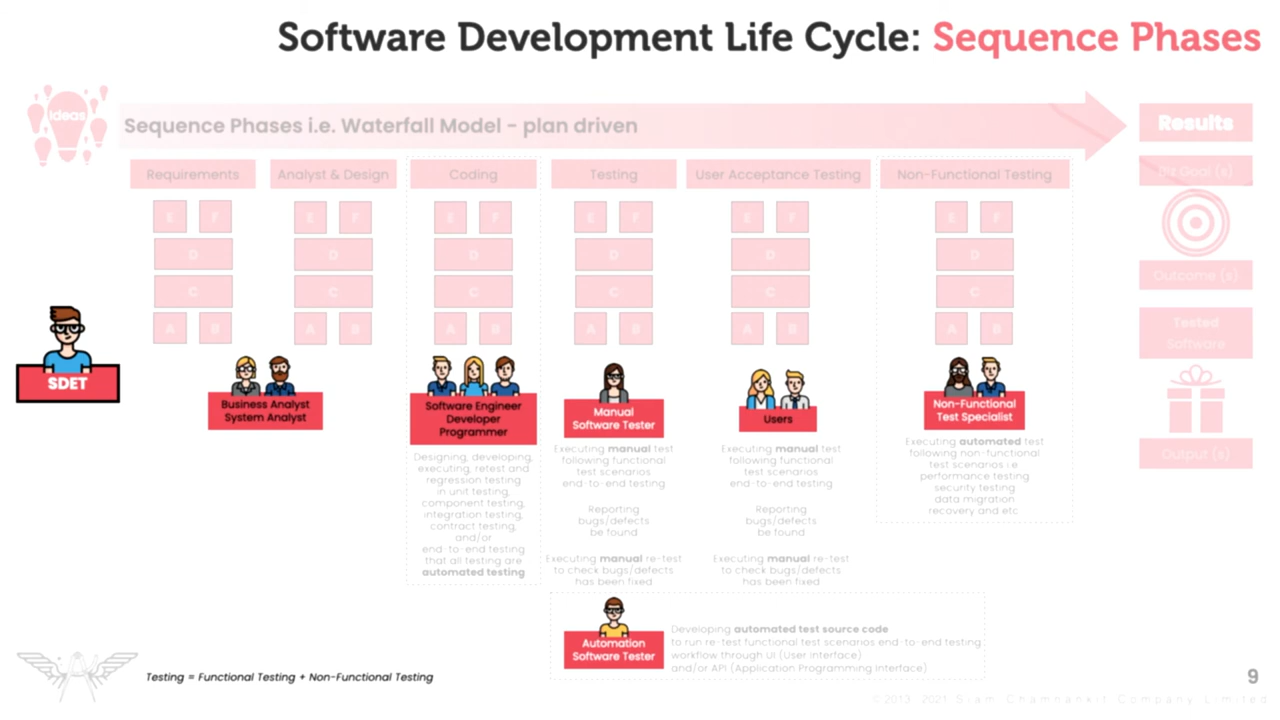 Software Development Life Cycle: Sequence Phases
Ideas
Sequence Phases i.e. Waterfall Model - plan driven
Results
Requirements
Analyst & Design
Coding
Testing
User Acceptance Testing
Non-Functional Testing
Biz Goal (s)
E F
E F
E F
E F
E F
E F
D
D
D
D
D
D
C
C
C
C
C
C
Outcome (s)
A B
A B
A B
A B
A B
A B
Tested
Software
SDET
Business Analyst
System Analyst
Software Engineer
Developer
Programmer
Manual
Software Tester
Users
Non-Functional
Test Specialist
Output (s)
Designing, developing,
executing, retest and
regression testing
in unit testing,
component testing,
integration testing,
contract testing,
and/or
end-to-end testing
that all testing are
automated testing
Executing manual test
following functional
test scenarios
end-to-end testing
Reporting
bugs/defects
be found
Executing manual re-test
to check bugs/defects
has been fixed
Executing manual test
following functional
test scenarios
end-to-end testing
Reporting
bugs/defects
be found
Executing manual re-test
to check bugs/defects
has been fixed
Executing automated test
following non-functional
test scenarios i.e
performance testing
security testing
data migration
recovery and etc
Automation
Software Tester
Developing automated test source code
to run re-test functional test scenarios end-to-end testing
workflow through UI (User Interface)
and/or API (Application Programming Interface)
Testing = Functional Testing + Non-Functional Testing
9
© 2013 - 2021 Siam Chamnankit Company Limited